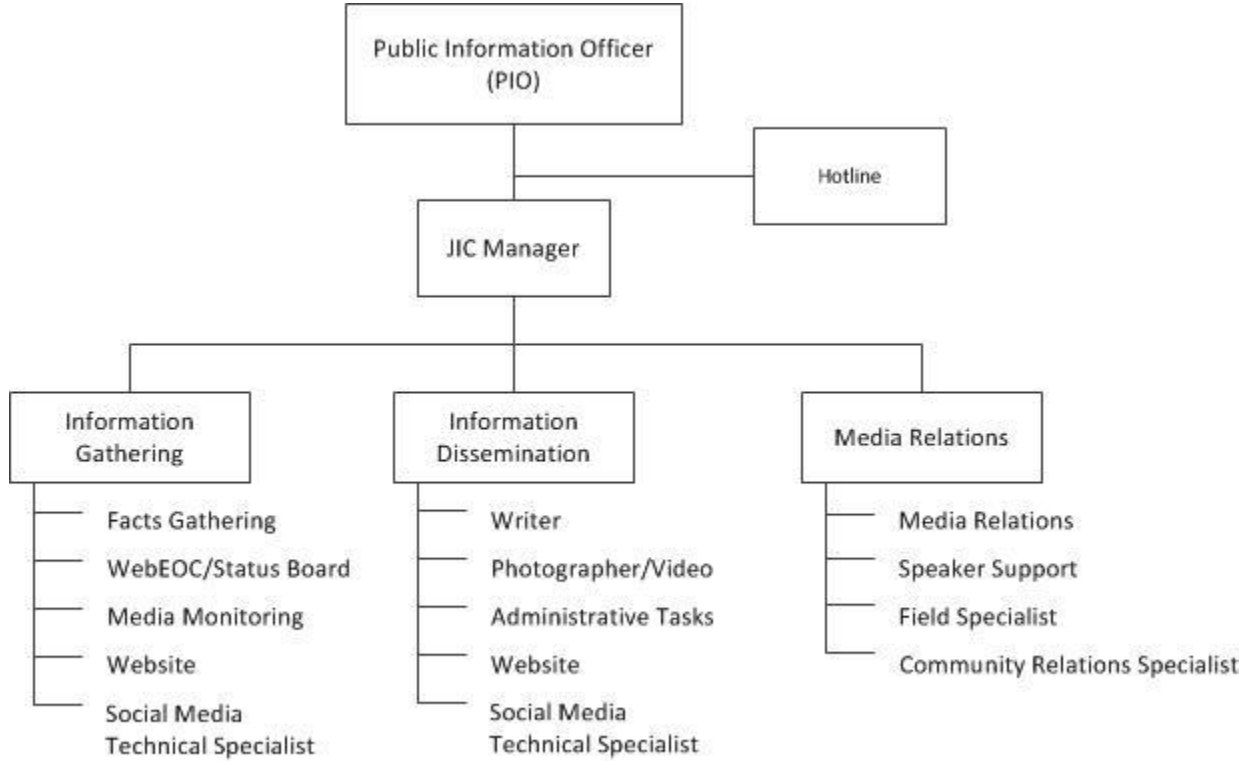 Public Information Officer
(PIO)
Hotline
JIC Manager
Information
Gathering
Facts Gathering
WebEOC/Status Board
Media Monitoring
Website
Social Media
Technical Specialist
Information
Dissemination
Writer
Photographer/Video
Administrative Tasks
Website
Social Media
Technical Specialist
Media Relations
Media Relations
Speaker Support
Field Specialist
Community Relations Specialist